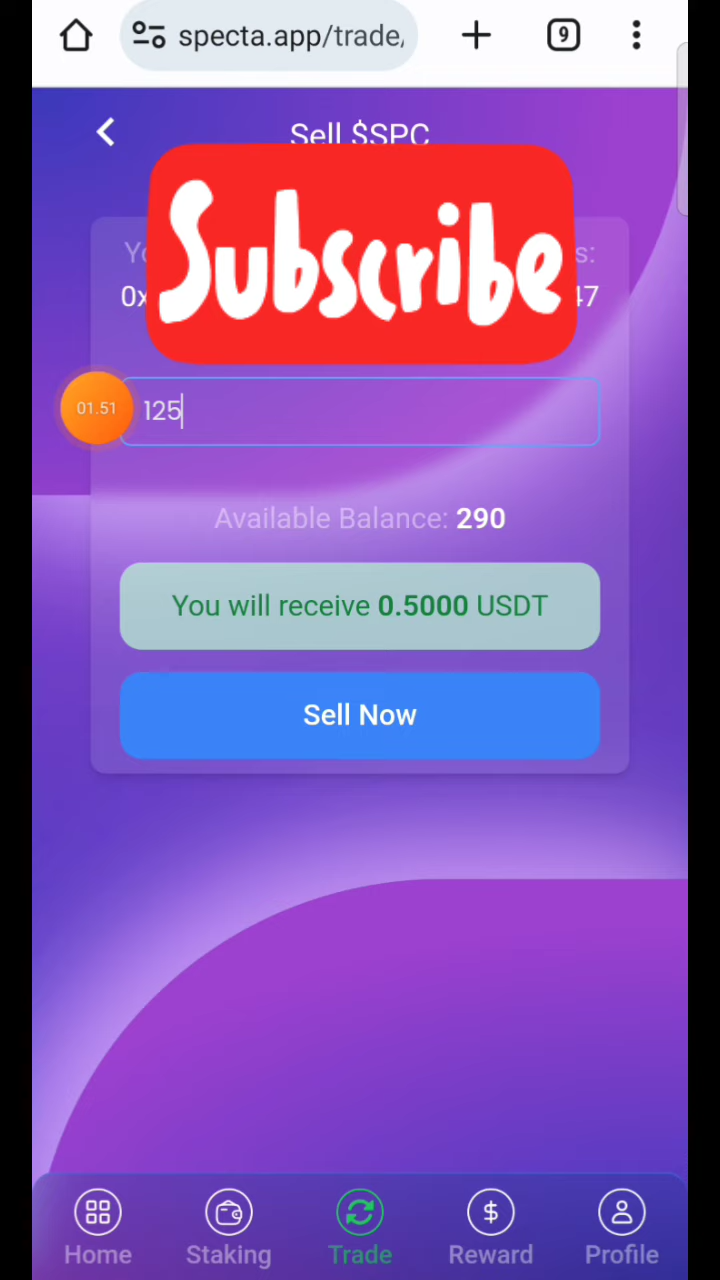 specta.app/trade,
9
Sell $SPC
Subscribe
0x
47
01.51
125
Available Balance: 290
You will receive 0.5000 USDT
Sell Now
Home
Staking
Trade
Reward
Profile